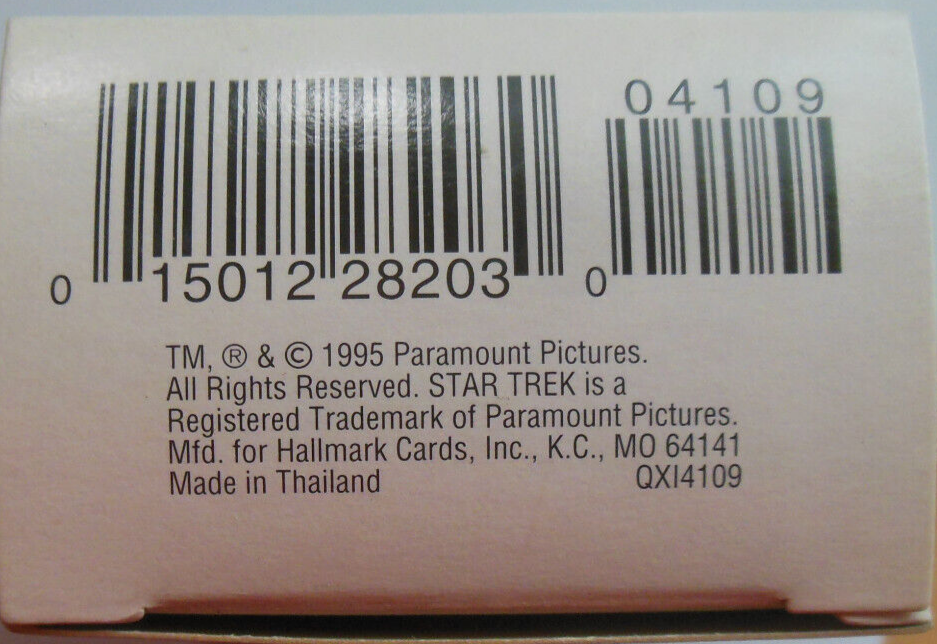 04109
0 15012 28203 0
TM, ® & © 1995 Paramount Pictures.
All Rights Reserved. STAR TREK is a
Registered Trademark of Paramount Pictures.
Mfd. for Hallmark Cards, Inc., K.C., MO 64141
Made in Thailand QXI4109